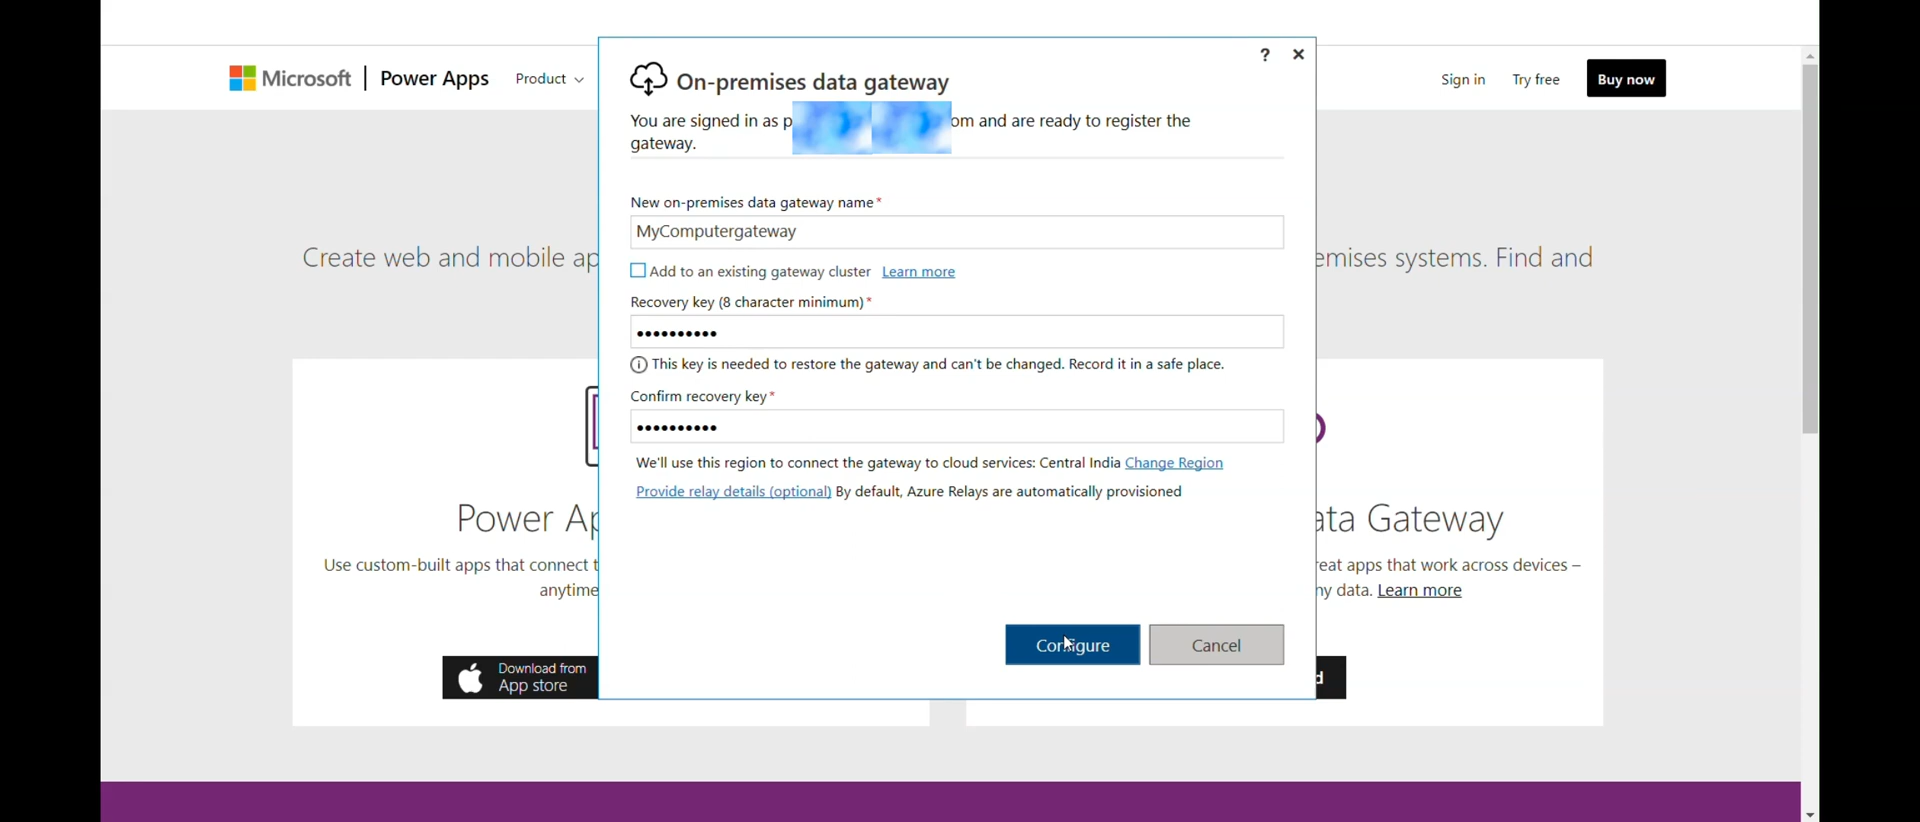 Microsoft | Power Apps Product
Sign in Try free Buy now
? ×
On-premises data gateway
You are signed in as p om and are ready to register the
gateway.
New on-premises data gateway name*
MyComputergateway
Add to an existing gateway cluster Learn more
Recovery key (8 character minimum)*
••••••••••
This key is needed to restore the gateway and can't be changed. Record it in a safe place.
Confirm recovery key*
••••••••••
We'll use this region to connect the gateway to cloud services: Central India Change Region
Provide relay details (optional) By default, Azure Relays are automatically provisioned
Configure Cancel
Create web and mobile ap
emises systems. Find and
Power Ap
Use custom-built apps that connect t
anytime
Download from
App store
ata Gateway
reat apps that work across devices –
ny data. Learn more
d